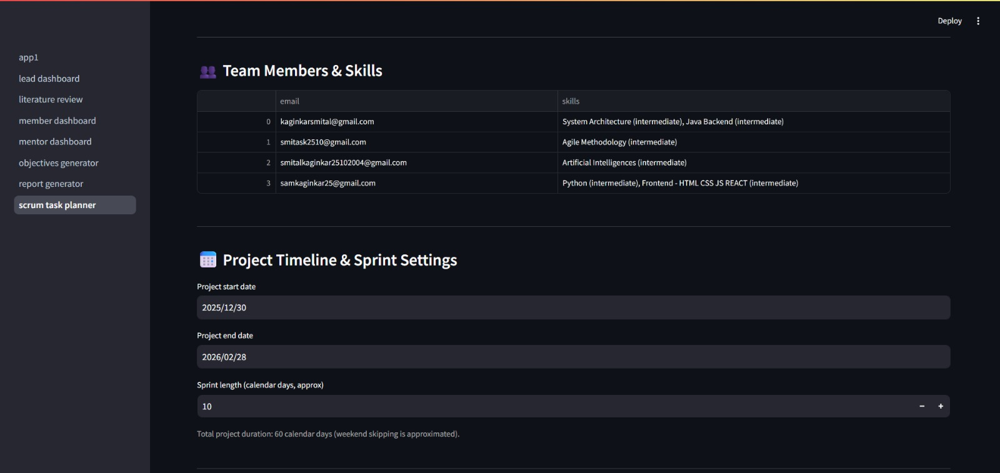 Deploy
app1
lead dashboard
literature review
member dashboard
mentor dashboard
objectives generator
report generator
scrum task planner
Team Members & Skills
email skills
0 kaginkarsmital@gmail.com System Architecture (intermediate), Java Backend (intermediate)
1 smitask2510@gmail.com Agile Methodology (intermediate)
2 smitalkaginkar25102004@gmail.com Artificial Intelligences (intermediate)
3 samkaginkar25@gmail.com Python (intermediate), Frontend - HTML CSS JS REACT (intermediate)
Project Timeline & Sprint Settings
Project start date
2025/12/30
Project end date
2026/02/28
Sprint length (calendar days, approx)
10
Total project duration: 60 calendar days (weekend skipping is approximated).